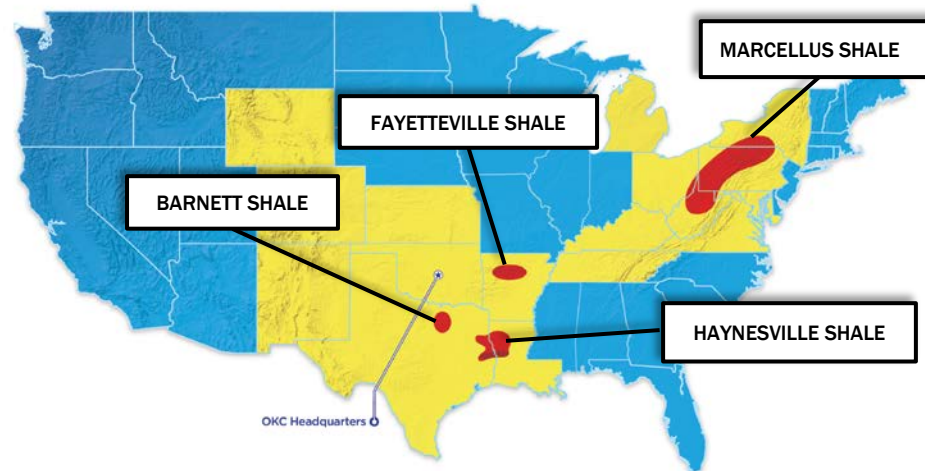 MARCELLUS SHALE
FAYETTEVILLE SHALE
BARNETT SHALE
HAYNESVILLE SHALE
OKC Headquarters